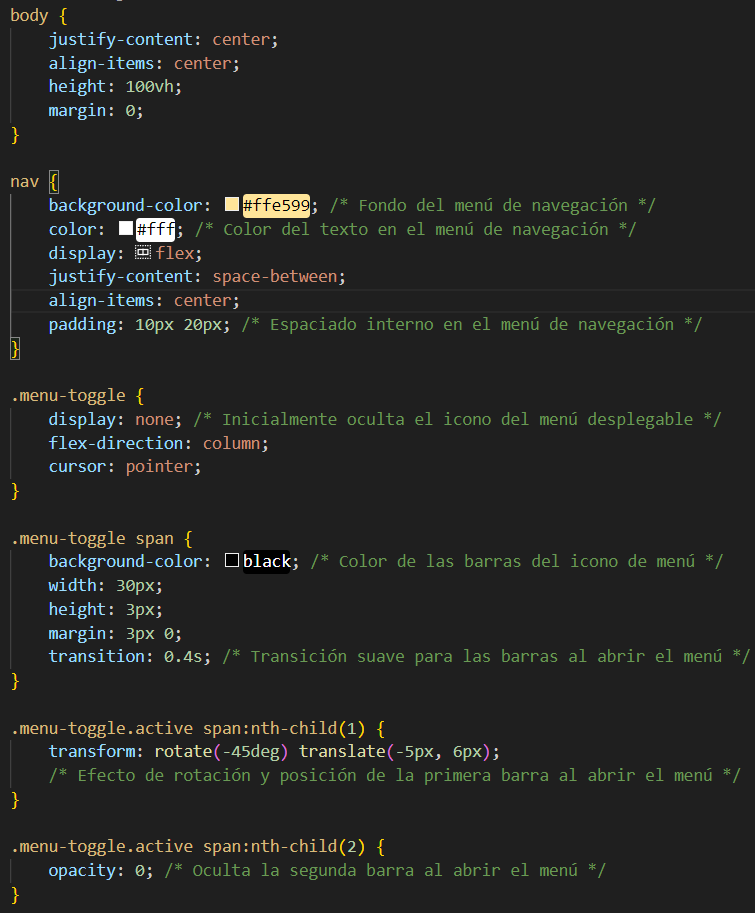 body {
    justify-content: center;
    align-items: center;
    height: 100vh;
    margin: 0;
}

nav {
    background-color: #ffe599; /* Fondo del menú de navegación */
    color: #fff; /* Color del texto en el menú de navegación */
    display: flex;
    justify-content: space-between;
    align-items: center;
    padding: 10px 20px; /* Espaciado interno en el menú de navegación */
}

.menu-toggle {
    display: none; /* Inicialmente oculta el icono del menú desplegable */
    flex-direction: column;
    cursor: pointer;
}

.menu-toggle span {
    background-color: black; /* Color de las barras del icono de menú */
    width: 30px;
    height: 3px;
    margin: 3px 0;
    transition: 0.4s; /* Transición suave para las barras al abrir el menú */
}

.menu-toggle.active span:nth-child(1) {
    transform: rotate(-45deg) translate(-5px, 6px);
    /* Efecto de rotación y posición de la primera barra al abrir el menú */
}

.menu-toggle.active span:nth-child(2) {
    opacity: 0; /* Oculta la segunda barra al abrir el menú */
}